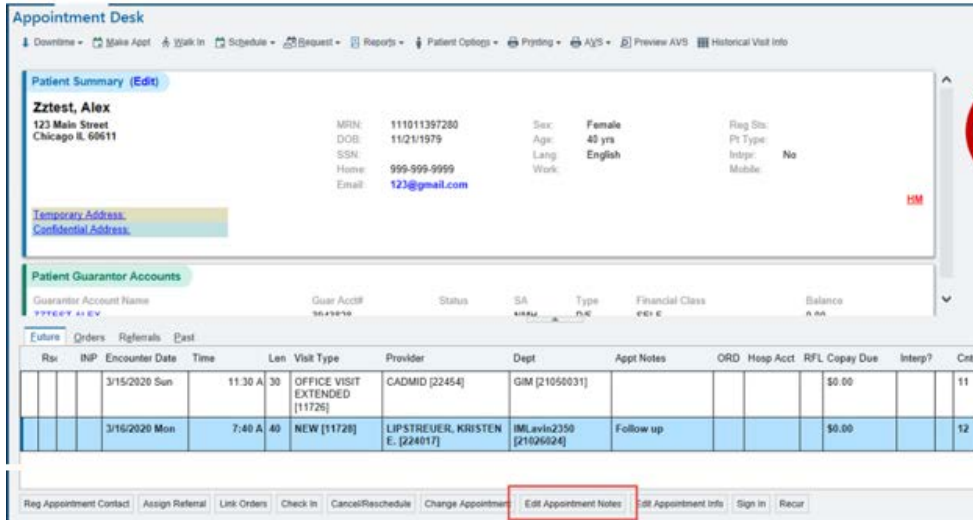 Appointment Desk
Downtime Make Appt Walk In Schedule Request Reports Patient Options Printing AVS Preview AVS Historical Visit Info
Patient Summary (Edit)
Zztest, Alex
123 Main Street
Chicago IL 60611
MRN: 111011397280
DOB: 11/21/1979
SSN:
Home: 999-999-9999
Email: 123@gmail.com
Sex: Female
Age: 40 yrs
Lang: English
Work:
Reg Sts:
Pt Type:
Intrpr: No
Mobile:
HM
Temporary Address:
Confidential Address:
Patient Guarantor Accounts
Guarantor Account Name Guar Acct# Status SA Type Financial Class Balance
Future Orders Referrals Past
INP Encounter Date Time Len Visit Type Provider Dept Appt Notes ORD Hosp Acct RFL Copay Due Interp?
3/15/2020 Sun 11:30 A 30 OFFICE VISIT CADMID [22454] GIM [21050031] $0.00 11
EXTENDED
[11726]
3/16/2020 Mon 7:40 A 40 NEW [11728] LIPSTREUER, KRISTEN IMLavin2350 Follow up $0.00 12
E. [224017] [21026024]
Reg Appointment Contact Assign Referral Link Orders Check In Cancel/Reschedule Change Appointment Edit Appointment Notes Edit Appointment Info Sign In Recur